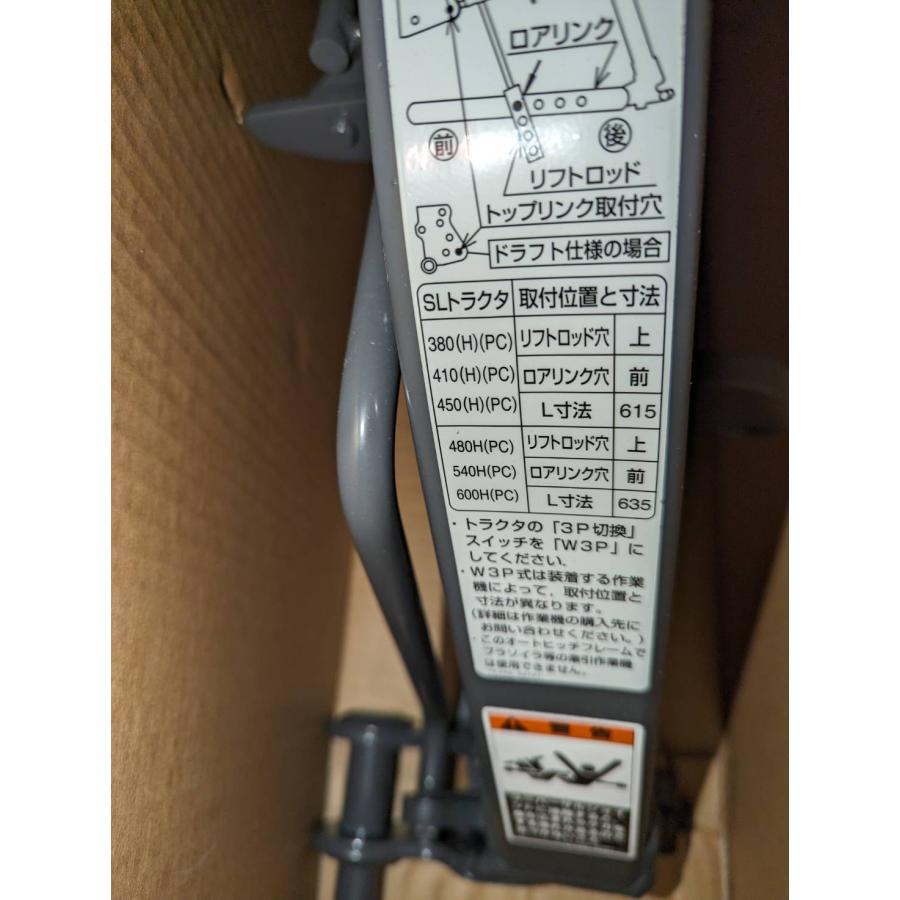 ロアリンク
前
後
リフトロッド
トップリンク取付穴
ドラフト仕様の場合
SLトラクタ 取付位置と寸法
380(H)(PC) リフトロッド穴 上
410(H)(PC) ロアリンク穴 前
450(H)(PC) L寸法 615
480H(PC) リフトロッド穴 上
540H(PC) ロアリンク穴 前
600H(PC) L寸法 635
・トラクタの「3P切換」
スイッチを「W3P」に
してください.
・W3P式は装着する作業
機によって、取付位置と
寸法が異なります。
(詳細は作業機の購入先に
お問い合わせください。)
・このオートヒッチフレームで
プラソイラ等の牽引作業機
は使用できません。
警告